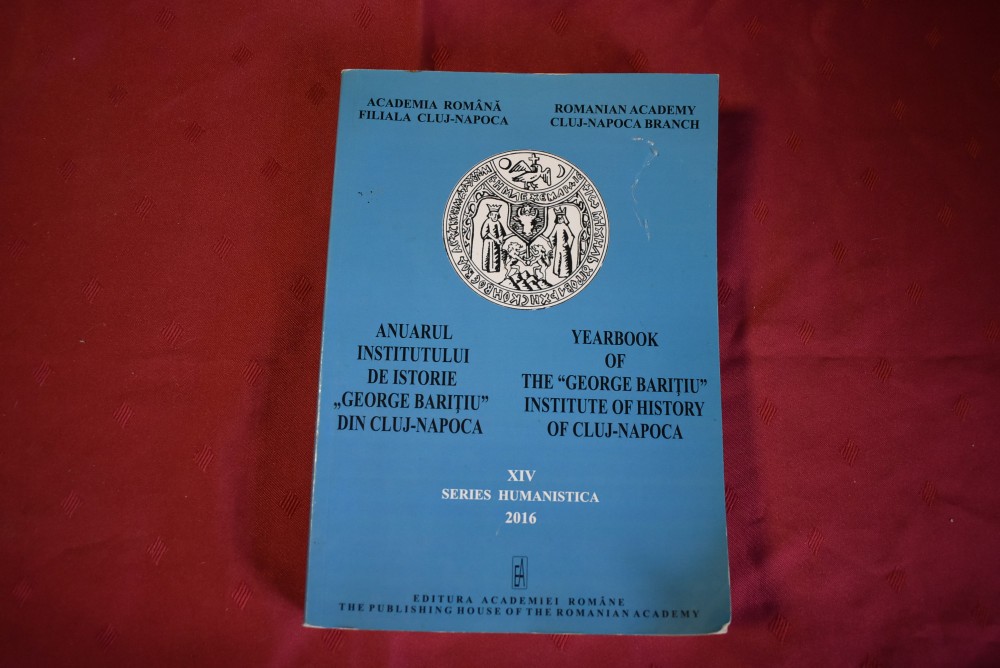 ACADEMIA ROMÂNĂ
FILIALA CLUJ-NAPOCA
ROMANIAN ACADEMY
CLUJ-NAPOCA BRANCH
ANUARUL
INSTITUTULUI
DE ISTORIE
„GEORGE BARIȚIU”
DIN CLUJ-NAPOCA
YEARBOOK
OF
THE “GEORGE BARIȚIU”
INSTITUTE OF HISTORY
OF CLUJ-NAPOCA
XIV
SERIES HUMANISTICA
2016
EA
EDITURA ACADEMIEI ROMÂNE
THE PUBLISHING HOUSE OF THE ROMANIAN ACADEMY